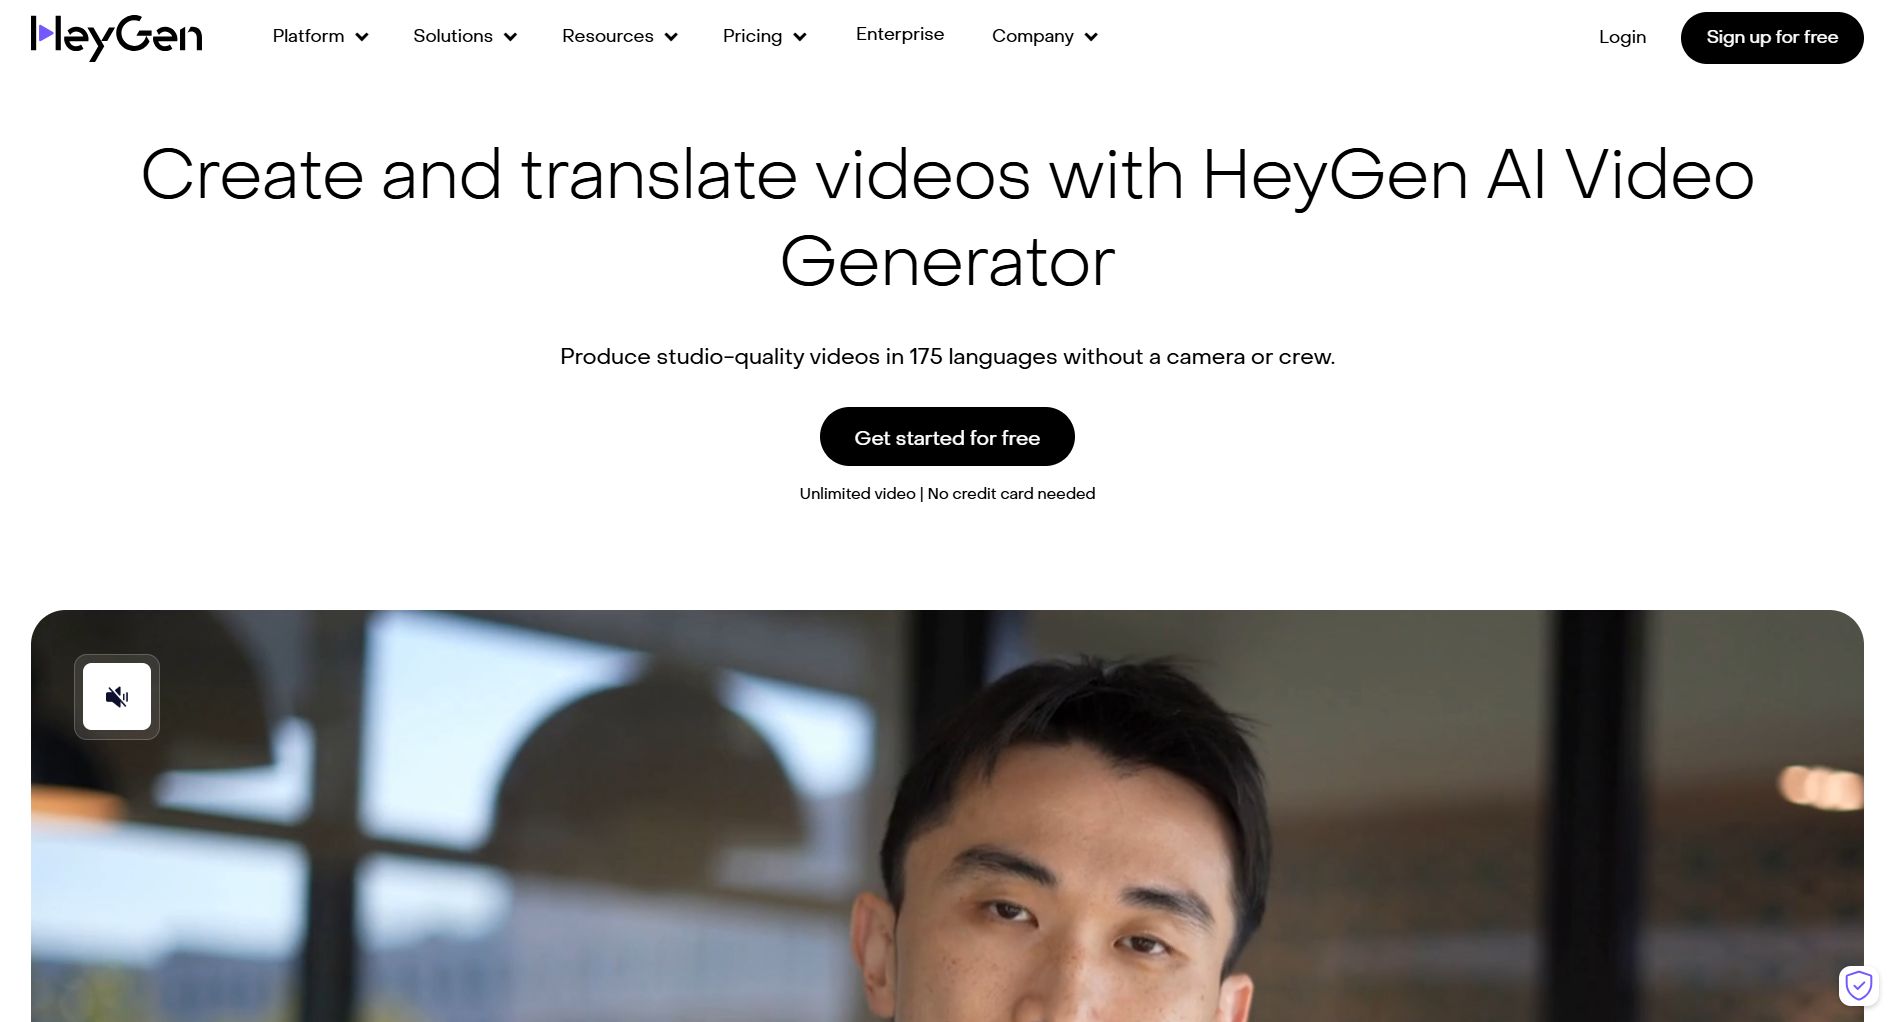 HeyGen
Platform
Solutions
Resources
Pricing
Enterprise
Company
Login
Sign up for free
Create and translate videos with HeyGen AI Video
Generator
Produce studio-quality videos in 175 languages without a camera or crew.
Get started for free
Unlimited video | No credit card needed